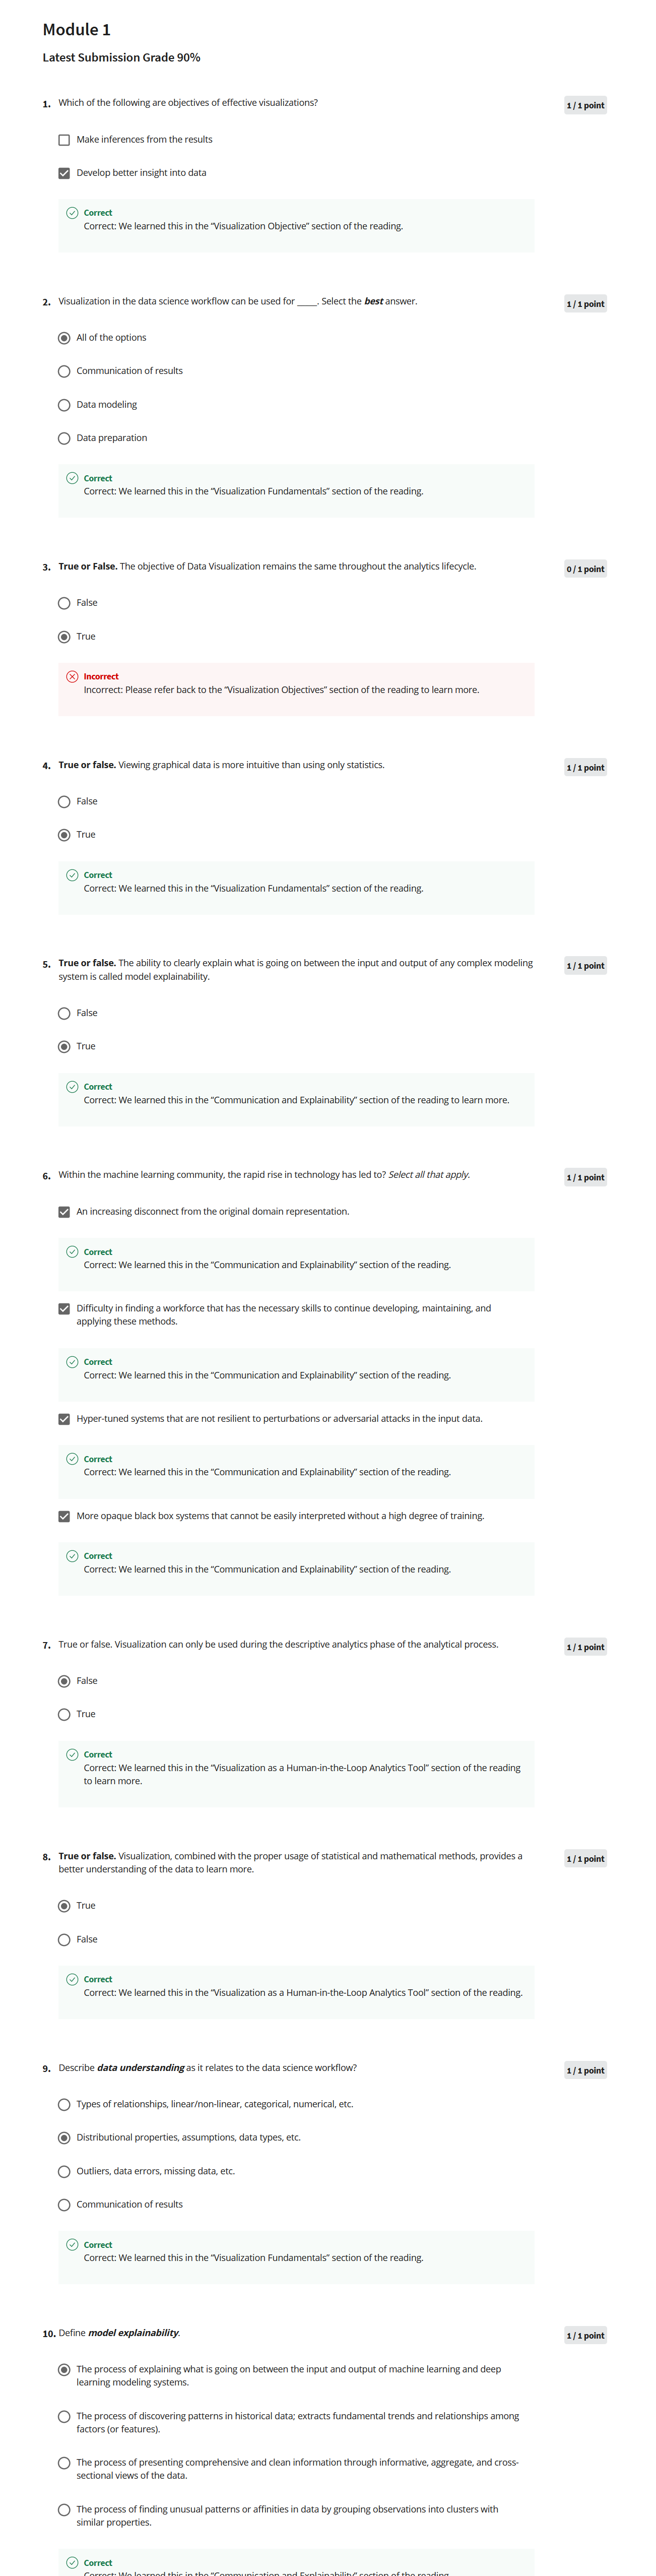 Module 1
Latest Submission Grade 90%
1. Which of the following are objectives of effective visualizations?
1 / 1 point
Make inferences from the results
Develop better insight into data
Correct
Correct: We learned this in the “Visualization Objective” section of the reading.
2. Visualization in the data science workflow can be used for _____. Select the best answer.
1 / 1 point
All of the options
Communication of results
Data modeling
Data preparation
Correct
Correct: We learned this in the “Visualization Fundamentals” section of the reading.
3. True or False. The objective of Data Visualization remains the same throughout the analytics lifecycle.
0 / 1 point
False
True
Incorrect
Incorrect: Please refer back to the “Visualization Objectives” section of the reading to learn more.
4. True or false. Viewing graphical data is more intuitive than using only statistics.
1 / 1 point
False
True
Correct
Correct: We learned this in the “Visualization Fundamentals” section of the reading.
5. True or false. The ability to clearly explain what is going on between the input and output of any complex modeling
system is called model explainability.
1 / 1 point
False
True
Correct
Correct: We learned this in the “Communication and Explainability” section of the reading to learn more.
6. Within the machine learning community, the rapid rise in technology has led to? Select all that apply.
1 / 1 point
An increasing disconnect from the original domain representation.
Correct
Correct: We learned this in the “Communication and Explainability” section of the reading.
Difficulty in finding a workforce that has the necessary skills to continue developing, maintaining, and
applying these methods.
Correct
Correct: We learned this in the “Communication and Explainability” section of the reading.
Hyper-tuned systems that are not resilient to perturbations or adversarial attacks in the input data.
Correct
Correct: We learned this in the “Communication and Explainability” section of the reading.
More opaque black box systems that cannot be easily interpreted without a high degree of training.
Correct
Correct: We learned this in the “Communication and Explainability” section of the reading.
7. True or false. Visualization can only be used during the descriptive analytics phase of the analytical process.
1 / 1 point
False
True
Correct
Correct: We learned this in the “Visualization as a Human-in-the-Loop Analytics Tool” section of the reading
to learn more.
8. True or false. Visualization, combined with the proper usage of statistical and mathematical methods, provides a
better understanding of the data to learn more.
1 / 1 point
True
False
Correct
Correct: We learned this in the “Visualization as a Human-in-the-Loop Analytics Tool” section of the reading.
9. Describe data understanding as it relates to the data science workflow?
1 / 1 point
Types of relationships, linear/non-linear, categorical, numerical, etc.
Distributional properties, assumptions, data types, etc.
Outliers, data errors, missing data, etc.
Communication of results
Correct
Correct: We learned this in the “Visualization Fundamentals” section of the reading.
10. Define model explainability.
1 / 1 point
The process of explaining what is going on between the input and output of machine learning and deep
learning modeling systems.
The process of discovering patterns in historical data; extracts fundamental trends and relationships among
factors (or features).
The process of presenting comprehensive and clean information through informative, aggregate, and cross-
sectional views of the data.
The process of finding unusual patterns or affinities in data by grouping observations into clusters with
similar properties.
Correct
Correct: We learned this in the “Communication and Explainability” section of the reading.